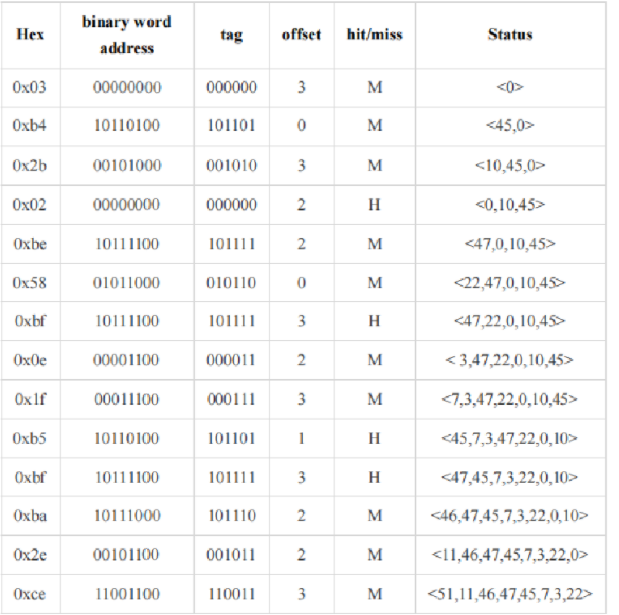 Hex binary word address tag offset hit/miss Status
0x03 00000000 000000 3 M <0>
0xb4 10110100 101101 0 M <45,0>
0x2b 00101000 001010 3 M <10,45,0>
0x02 00000000 000000 2 H <0,10,45>
0xbe 10111100 101111 2 M <47,0,10,45>
0x58 01011000 010110 0 M <22,47,0,10,45>
0xbf 10111100 101111 3 H <47,22,0,10,45>
0x0e 00001100 000011 2 M < 3,47,22,0,10,45>
0x1f 00011100 000111 3 M <7,3,47,22,0,10,45>
0xb5 10110100 101101 1 H <45,7,3,47,22,0,10>
0xbf 10111100 101111 3 H <47,45,7,3,22,0,10>
0xba 10111000 101110 2 M <46,47,45,7,3,22,0,10>
0x2e 00101100 001011 2 M <11,46,47,45,7,3,22,0>
0xce 11001100 110011 3 M <51,11,46,47,45,7,3,22>